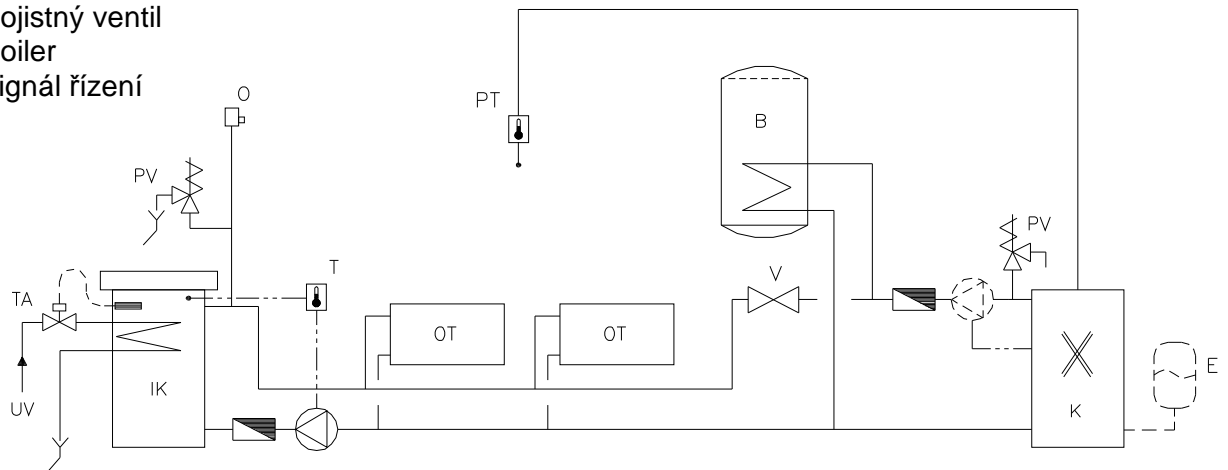 ojistný ventil
oiler
ignál řízení
O
PT
B
PV
PV
T
V
TA
OT
OT
E
IK
K
UV